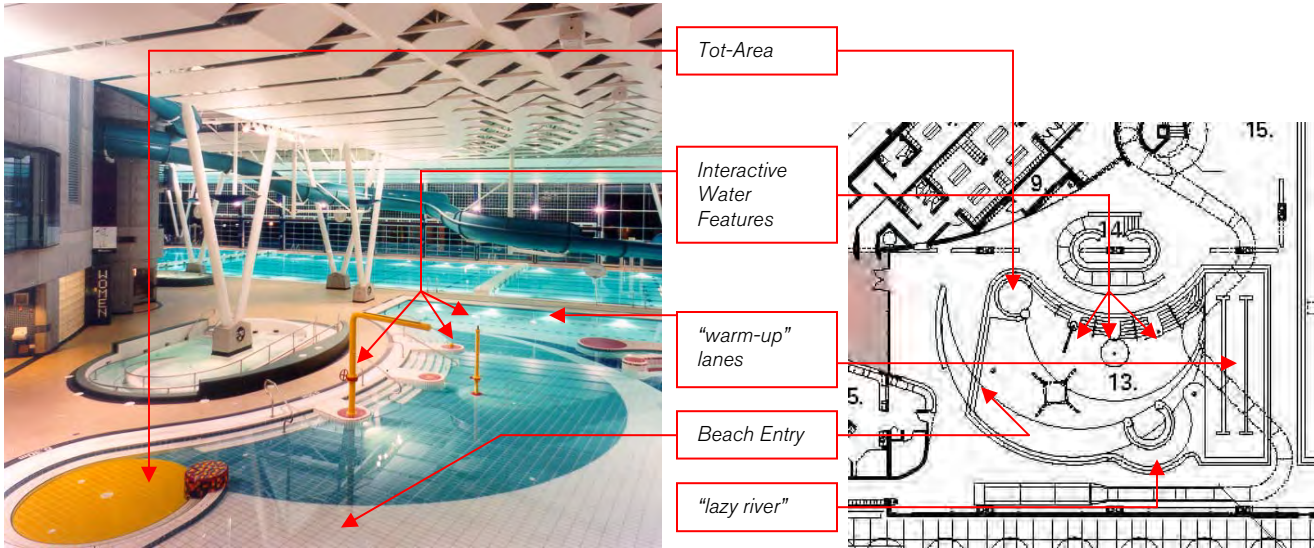 Tot-Area
Interactive
Water
Features
"warm-up"
lanes
Beach Entry
"lazy river"
WOMEN
15.
9.
14.
13.
5.